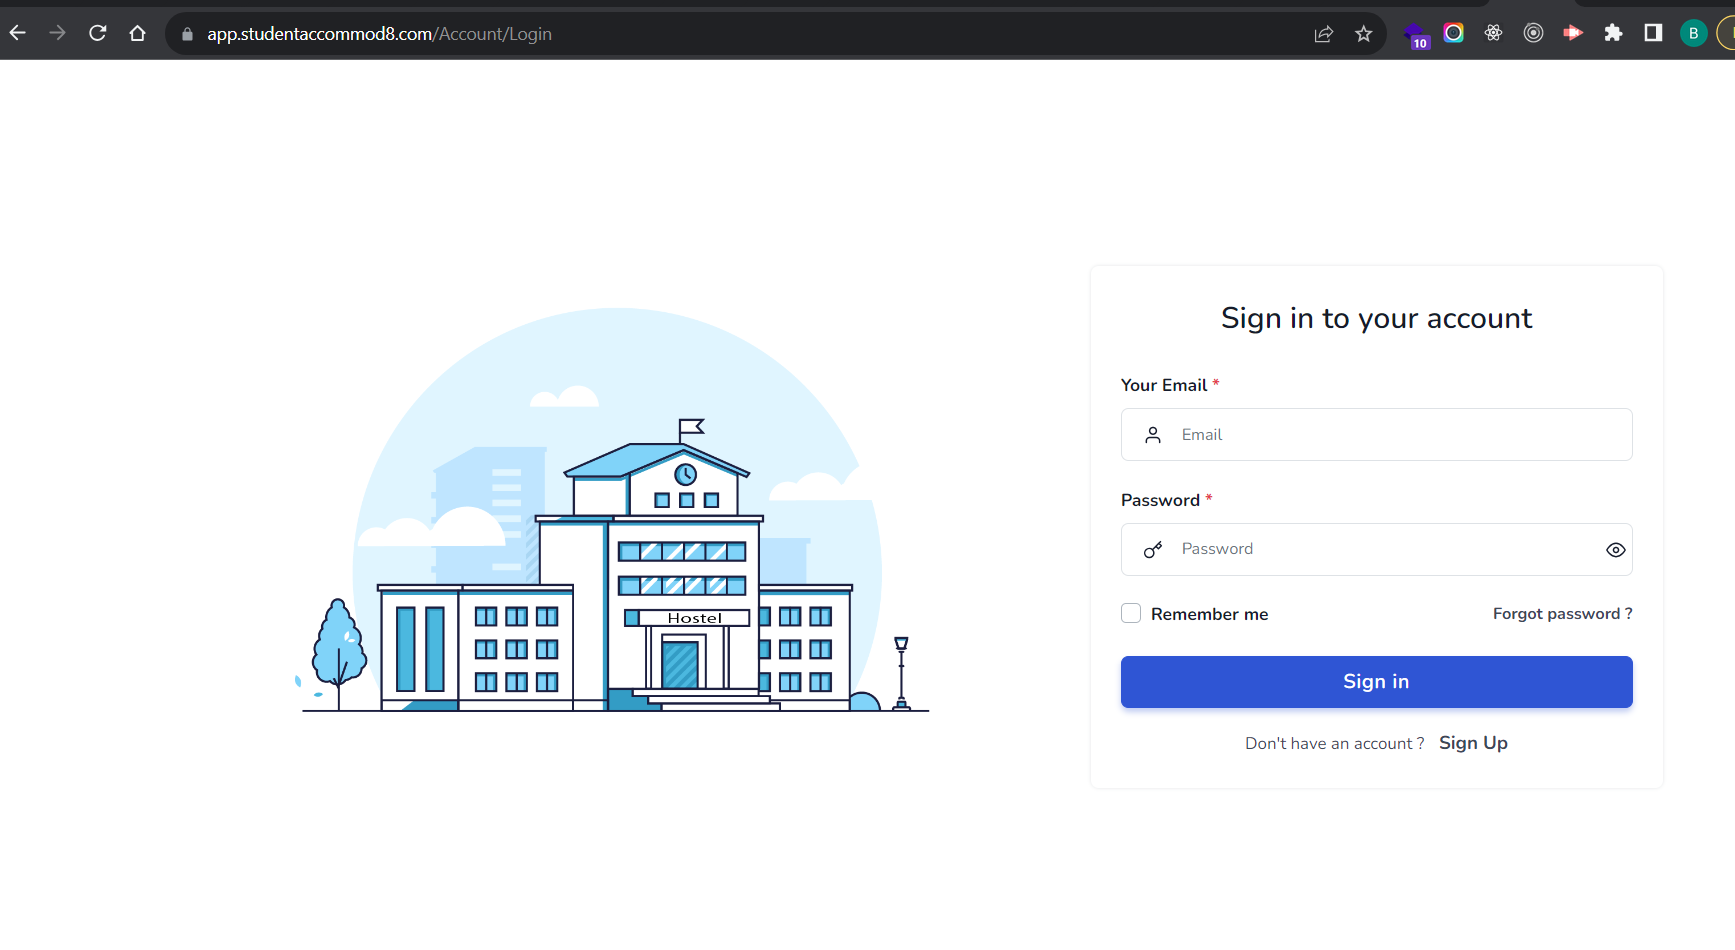 app.studentaccommod8.com/Account/Login
10
B
Sign in to your account
Your Email *
Email
Password *
Password
Hostel
Remember me
Forgot password ?
Sign in
Don't have an account ? Sign Up